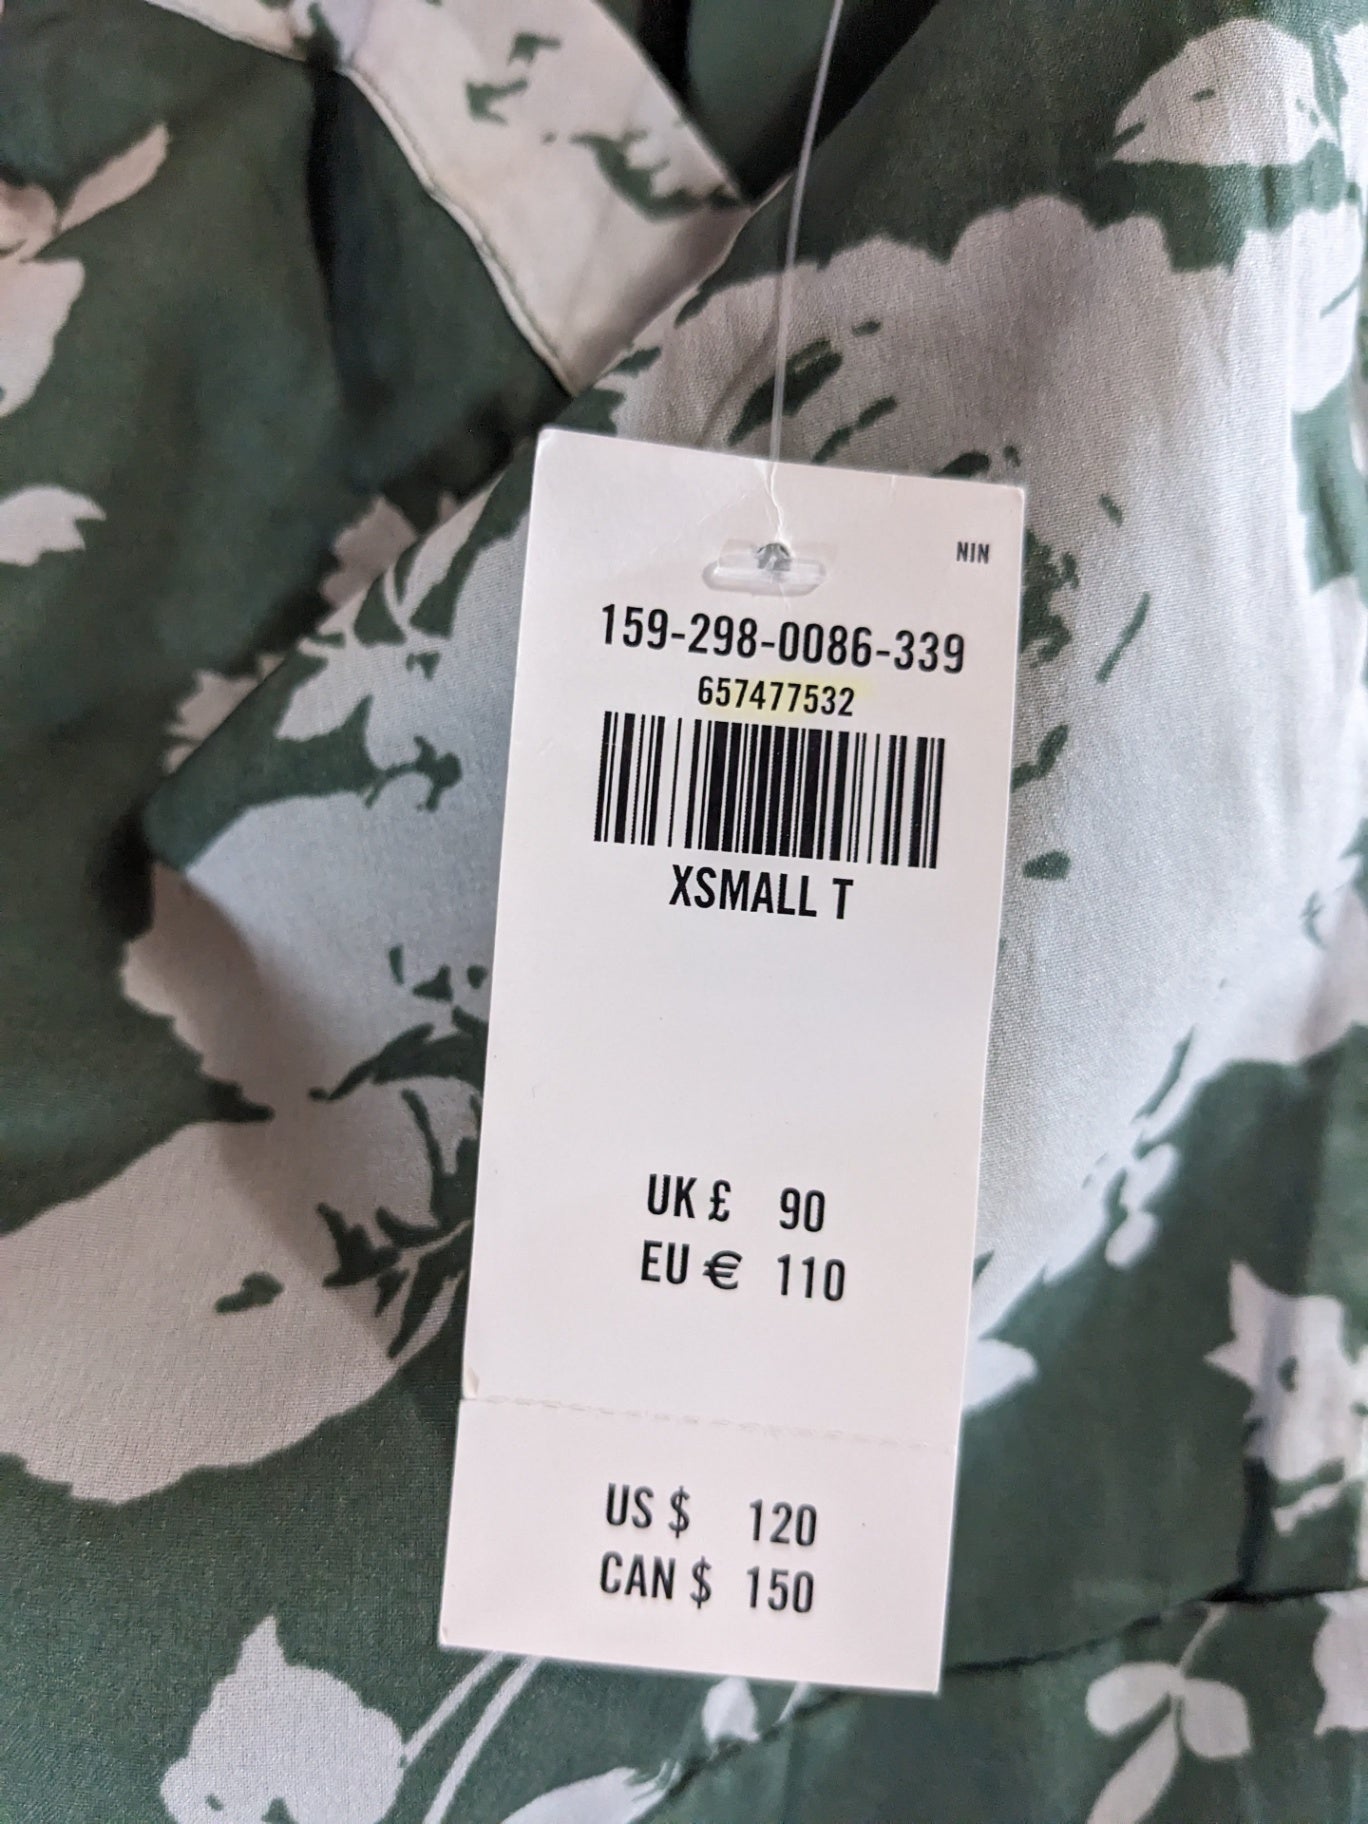 NIN
159-298-0086-339
657477532
XSMALL T
UK £ 90
EU € 110
US $ 120
CAN $ 150